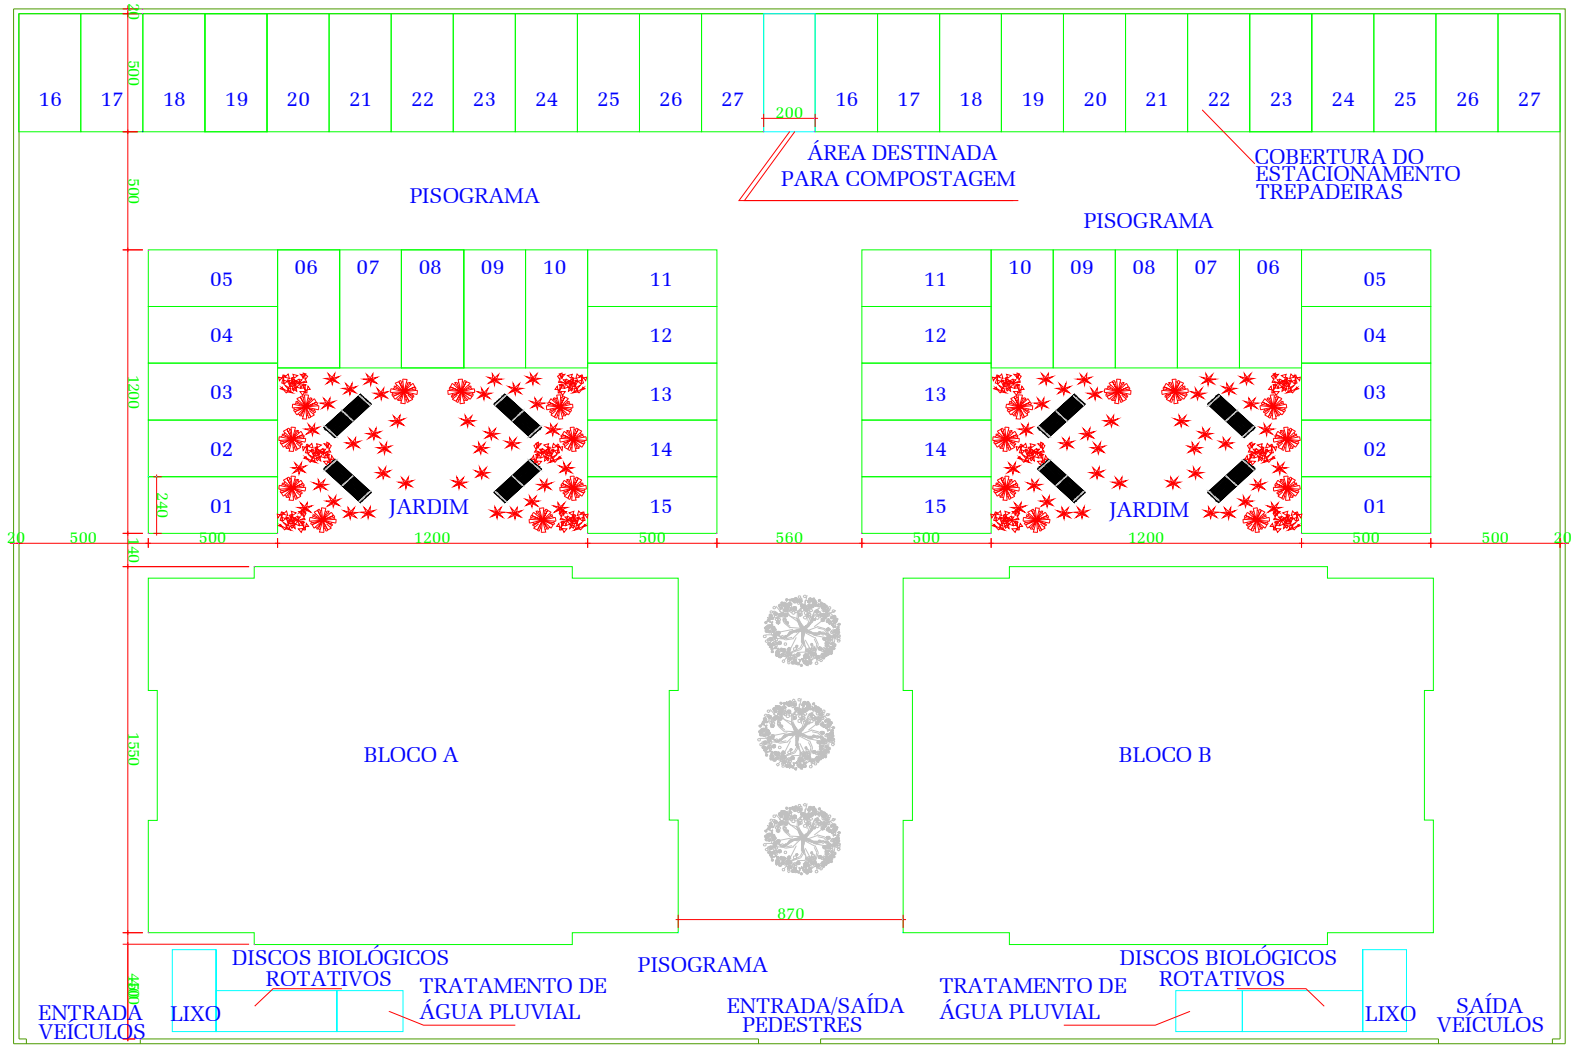 20
500
16 17 18 19 20 21 22 23 24 25 26 27 16 17 18 19 20 21 22 23 24 25 26 27
200
ÁREA DESTINADA
PARA COMPOSTAGEM
COBERTURA DO
ESTACIONAMENTO
TREPADEIRAS
500
PISOGRAMA
PISOGRAMA
05 06 07 08 09 10 11 11 10 09 08 07 06 05
04 12 12 04
1200
03 13 13 03
02 14 14 02
240
01 JARDIM 15 15 JARDIM 01
20 500 500 1200 500 560 500 1200 500 500 20
140
1550
BLOCO A
BLOCO B
870
DISCOS BIOLÓGICOS
ROTATIVOS
TRATAMENTO DE
ÁGUA PLUVIAL
PISOGRAMA
DISCOS BIOLÓGICOS
ROTATIVOS
TRATAMENTO DE
ÁGUA PLUVIAL
ENTRADA
VEÍCULOS
LIXO
ENTRADA/SAÍDA
PEDESTRES
LIXO
SAÍDA
VEÍCULOS